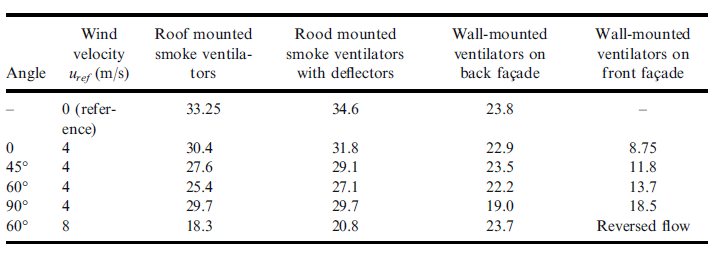 Angle Wind velocity u_ref (m/s) Roof mounted smoke ventila-tors Rood mounted smoke ventilators with deflectors Wall-mounted ventilators on back façade Wall-mounted ventilators on front façade
– 0 (refer-ence) 33.25 34.6 23.8 –
0 4 30.4 31.8 22.9 8.75
45° 4 27.6 29.1 23.5 11.8
60° 4 25.4 27.1 22.2 13.7
90° 4 29.7 29.7 19.0 18.5
60° 8 18.3 20.8 23.7 Reversed flow